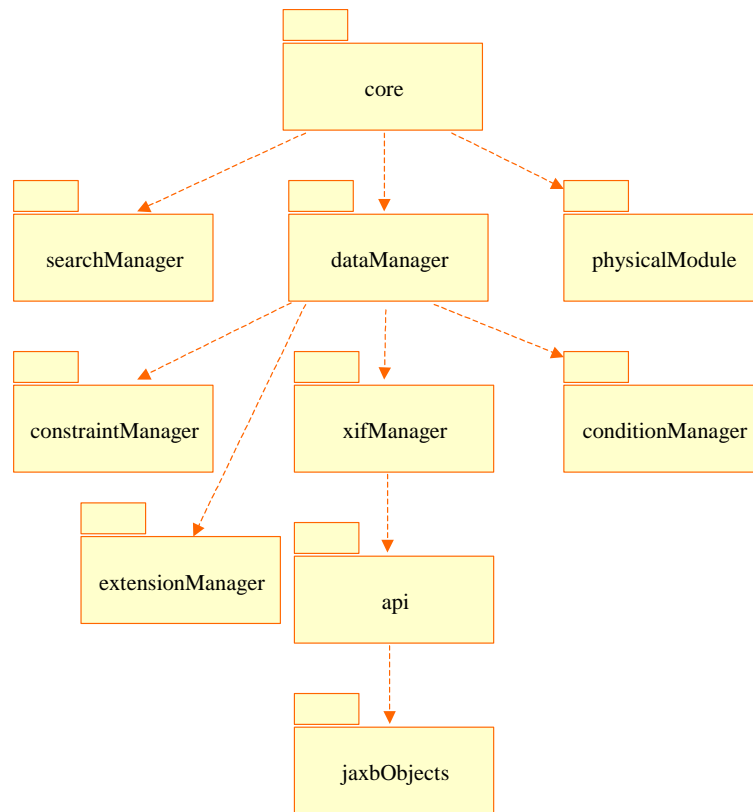 core
searchManager
dataManager
physicalModule
constraintManager
xifManager
conditionManager
extensionManager
api
jaxbObjects